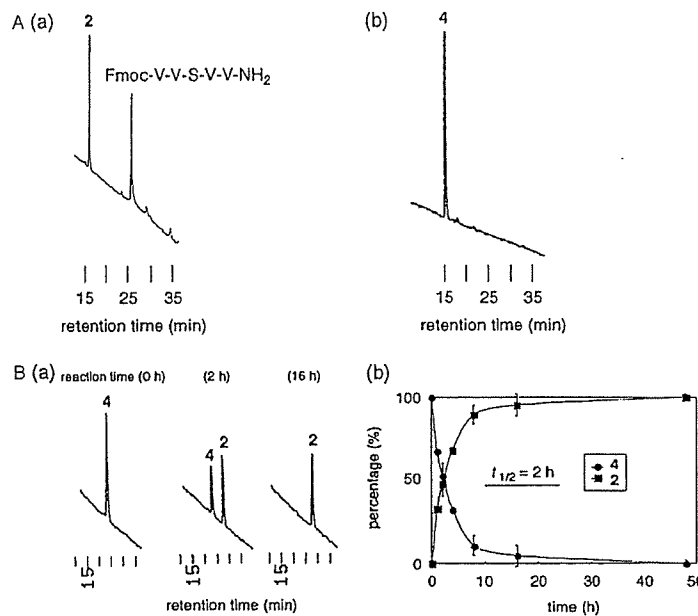 A (a)
2
Fmoc-V-V-S-V-V-NH2
15 25 35
retention time (min)
(b)
4
15 25 35
retention time (min)
B (a)
reaction time (0 h) (2 h) (16 h)
4
4 2
2
15 15 15
retention time (min)
(b)
percentage (%)
100
50
0
t1/2 = 2 h
4
2
0 10 20 30 40 50
time (h)